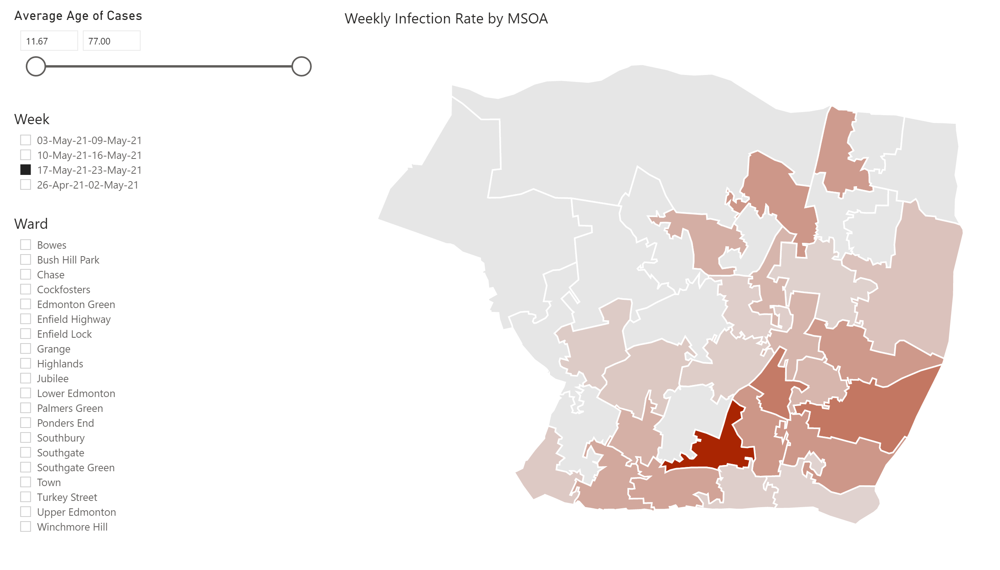 Average Age of Cases
11.67 77.00
Weekly Infection Rate by MSOA
Week
03-May-21-09-May-21
10-May-21-16-May-21
17-May-21-23-May-21
26-Apr-21-02-May-21
Ward
Bowes
Bush Hill Park
Chase
Cockfosters
Edmonton Green
Enfield Highway
Enfield Lock
Grange
Highlands
Jubilee
Lower Edmonton
Palmers Green
Ponders End
Southbury
Southgate
Southgate Green
Town
Turkey Street
Upper Edmonton
Winchmore Hill